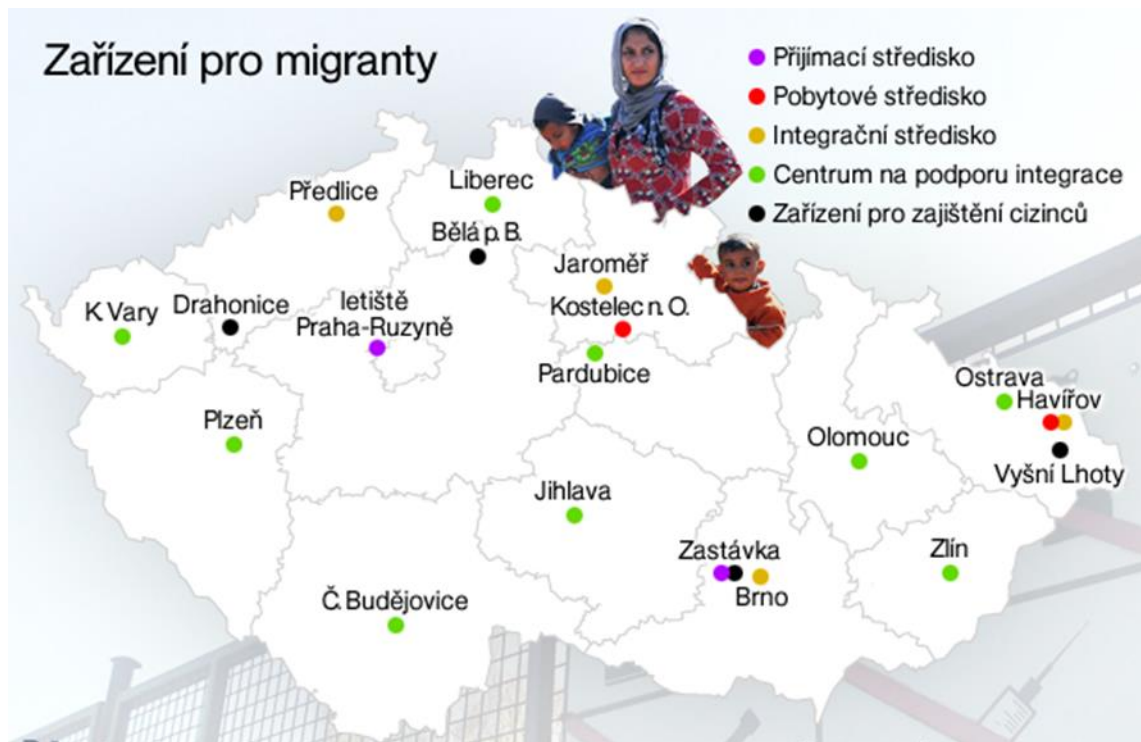 Zařízení pro migranty
Přijímací středisko
Pobytové středisko
Integrační středisko
Centrum na podporu integrace
Zařízení pro zajištění cizinců
Předlice
Liberec
Bělá p. B.
Jaroměř
K Vary
Drahonice
letiště
Praha-Ruzyně
Kostelec n. O.
Pardubice
Ostrava
Havířov
Plzeň
Olomouc
Vyšní Lhoty
Jihlava
Zastávka
Brno
Zlín
Č. Budějovice